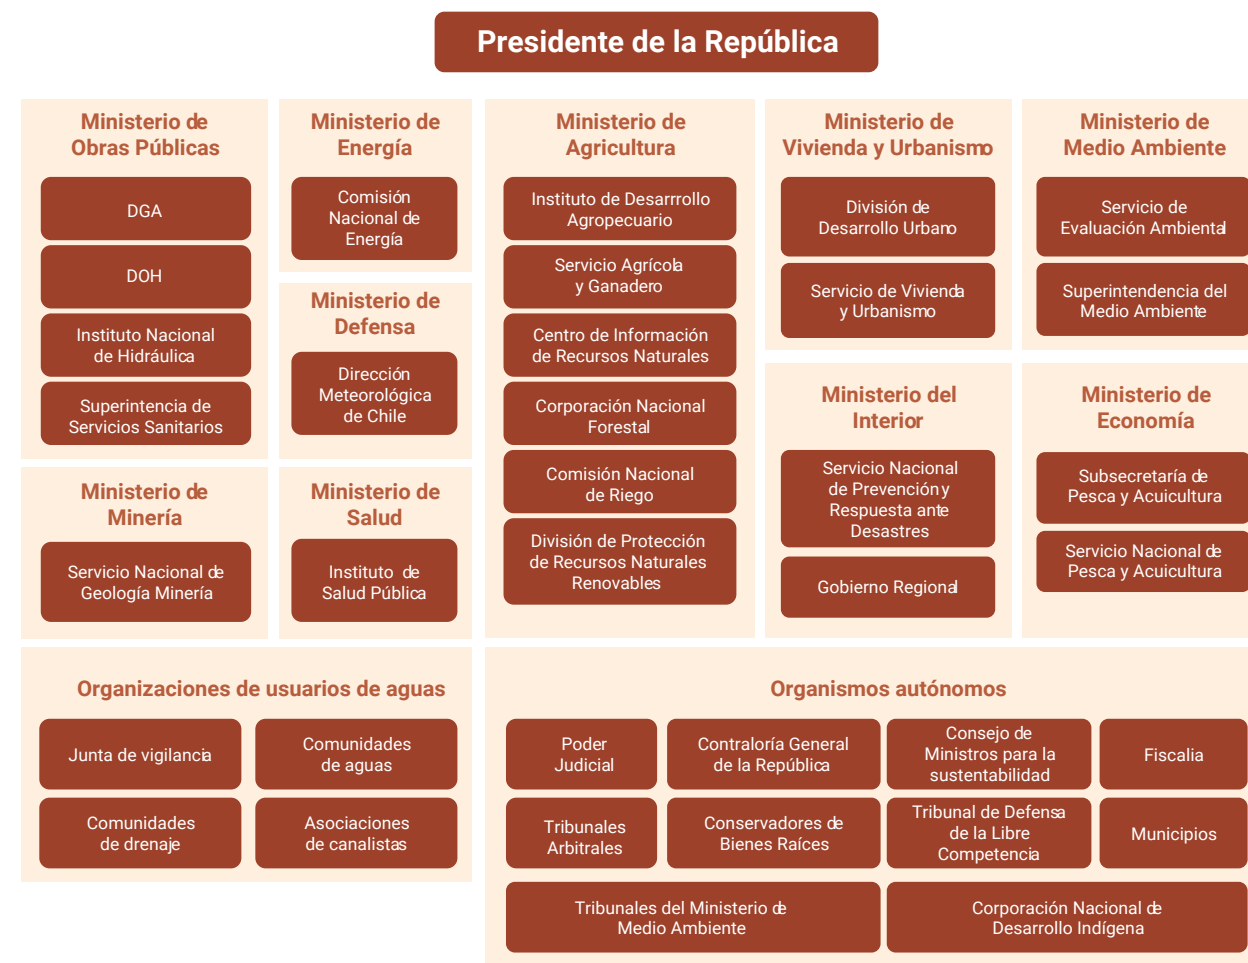 Presidente de la República
Ministerio de
Obras Públicas
DGA
DOH
Instituto Nacional
de Hidráulica
Superintencia de
Servicios Sanitarios
Ministerio de
Energía
Comisión
Nacional de
Energía
Ministerio de
Defensa
Dirección
Meteorológica
de Chile
Ministerio de
Agricultura
Instituto de Desarrrollo
Agropecuario
Servicio Agrícola
y Ganadero
Centro de Información
de Recursos Naturales
Corporación Nacional
Forestal
Comisión Nacional
de Riego
División de Protección
de Recursos Naturales
Renovables
Ministerio de
Vivienda y Urbanismo
División de
Desarrollo Urbano
Servicio de Vivienda
y Urbanismo
Ministerio de
Medio Ambiente
Servicio de
Evaluación Ambiental
Superintendencia del
Medio Ambiente
Ministerio de
Minería
Servicio Nacional de
Geología Minería
Ministerio de
Salud
Instituto de
Salud Pública
Ministerio del
Interior
Servicio Nacional
de Prevención y
Respuesta ante
Desastres
Gobierno Regional
Ministerio de
Economía
Subsecretaría de
Pesca y Acuicultura
Servicio Nacional de
Pesca y Acuicultura
Organizaciones de usuarios de aguas
Junta de vigilancia
Comunidades
de aguas
Comunidades
de drenaje
Asociaciones
de canalistas
Organismos autónomos
Poder
Judicial
Contraloría General
de la República
Consejo de
Ministros para la
sustentabilidad
Fiscalia
Tribunales
Arbitrales
Conservadores de
Bienes Raíces
Tribunal de Defensa
de la Libre
Competencia
Municipios
Tribunales del Ministerio de
Medio Ambiente
Corporación Nacional de
Desarrollo Indígena